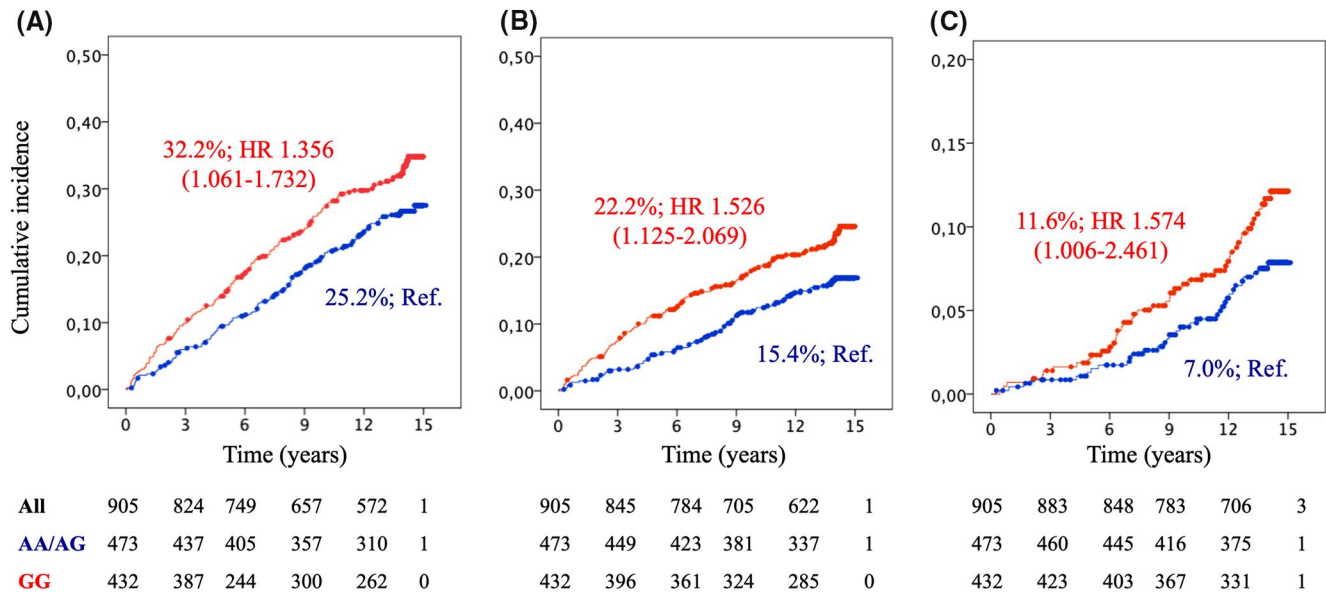 (A)
0,50
0,40
0,30
0,20
0,10
0,00
Cumulative incidence
32.2%; HR 1.356
(1.061-1.732)
25.2%; Ref.
0 3 6 9 12 15
Time (years)
(B)
0,50
0,40
0,30
0,20
0,10
0,00
22.2%; HR 1.526
(1.125-2.069)
15.4%; Ref.
0 3 6 9 12 15
Time (years)
(C)
0,20
0,15
0,10
0,05
0,00
11.6%; HR 1.574
(1.006-2.461)
7.0%; Ref.
0 3 6 9 12 15
Time (years)
All 905 824 749 657 572 1 905 845 784 705 622 1 905 883 848 783 706 3
AA/AG 473 437 405 357 310 1 473 449 423 381 337 1 473 460 445 416 375 1
GG 432 387 244 300 262 0 432 396 361 324 285 0 432 423 403 367 331 1